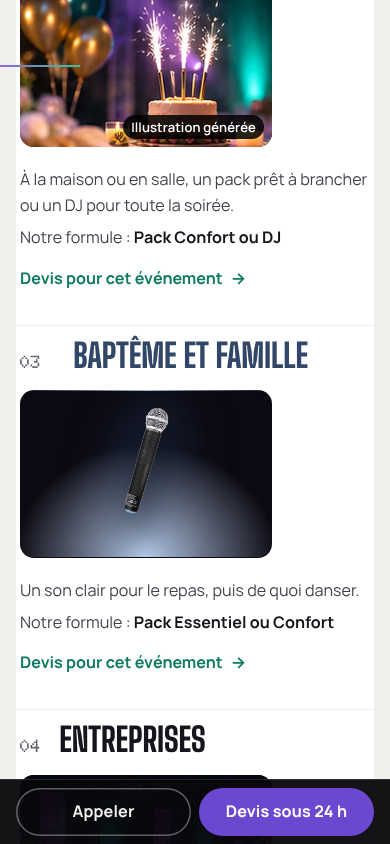 Illustration générée
À la maison ou en salle, un pack prêt à brancher
ou un DJ pour toute la soirée.
Notre formule : Pack Confort ou DJ
Devis pour cet événement →
03 BAPTÊME ET FAMILLE
Un son clair pour le repas, puis de quoi danser.
Notre formule : Pack Essentiel ou Confort
Devis pour cet événement →
04 ENTREPRISES
Appeler
Devis sous 24 h